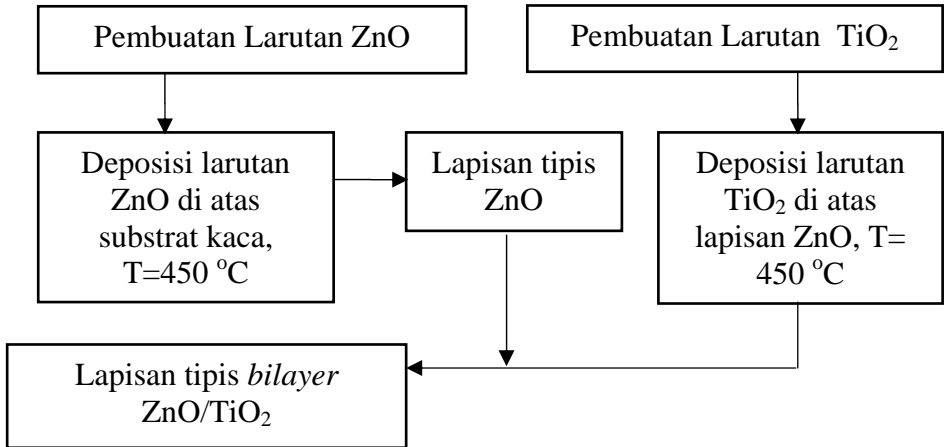 Pembuatan Larutan ZnO
Pembuatan Larutan TiO₂
Deposisi larutan
ZnO di atas
substrat kaca,
T=450 °C
Lapisan tipis
ZnO
Deposisi larutan
TiO₂ di atas
lapisan ZnO, T=
450 °C
Lapisan tipis bilayer
ZnO/TiO₂